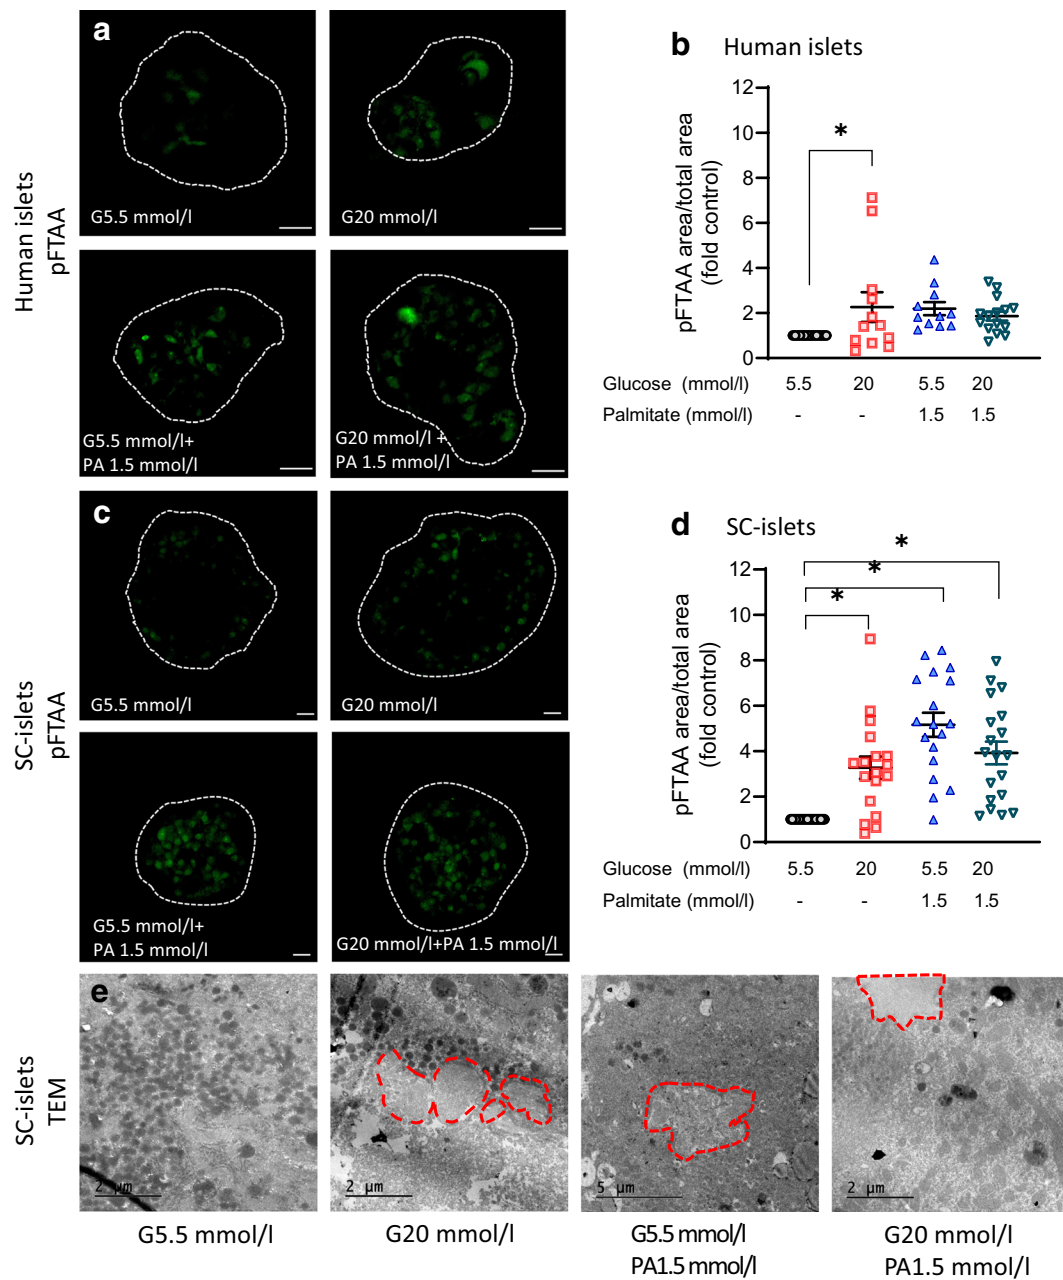 a
Human islets
pFTAA
G5.5 mmol/l
G20 mmol/l
G5.5 mmol/l+
PA 1.5 mmol/l
G20 mmol/l +
PA 1.5 mmol/l
b Human islets
pFTAA area/total area
(fold control)
12
10
8
6
4
2
0
*
Glucose (mmol/l) 5.5 20 5.5 20
Palmitate (mmol/l) - - 1.5 1.5
c
SC-islets
pFTAA
G5.5 mmol/l
G20 mmol/l
G5.5 mmol/l+
PA 1.5 mmol/l
G20 mmol/l+PA 1.5 mmol/l
d SC-islets
pFTAA area/total area
(fold control)
12
10
8
6
4
2
0
*
*
*
Glucose (mmol/l) 5.5 20 5.5 20
Palmitate (mmol/l) - - 1.5 1.5
e
SC-islets
TEM
2 µm
2 µm
5 µm
2 µm
G5.5 mmol/l
G20 mmol/l
G5.5 mmol/l
PA1.5 mmol/l
G20 mmol/l
PA1.5 mmol/l